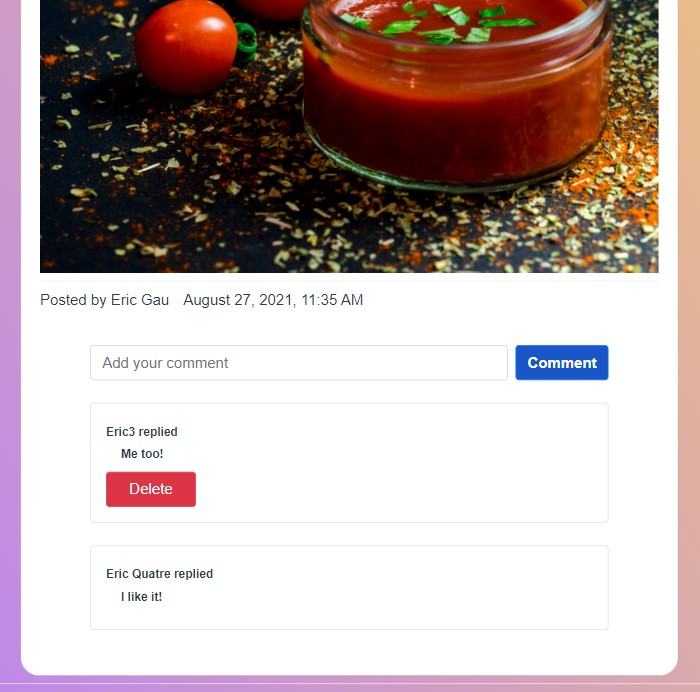 Posted by Eric Gau August 27, 2021, 11:35 AM
Add your comment Comment
Eric3 replied
Me too!
Delete
Eric Quatre replied
I like it!